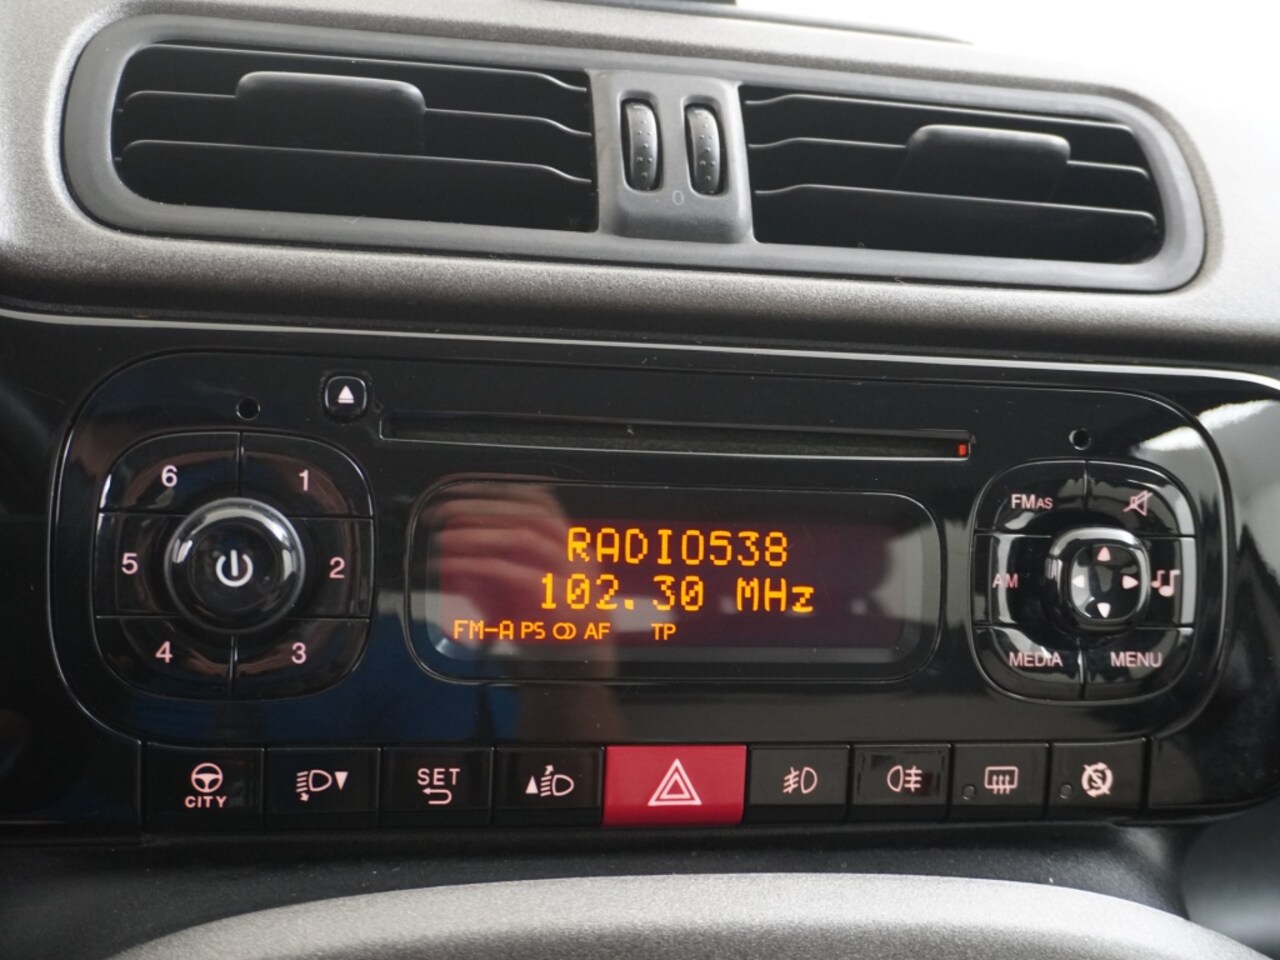 0
6 1
5 2
4 3
RADIO538
102.30 MHz
FM-A PS AF TP
FMAS
AM
MEDIA MENU
CITY
SET
S